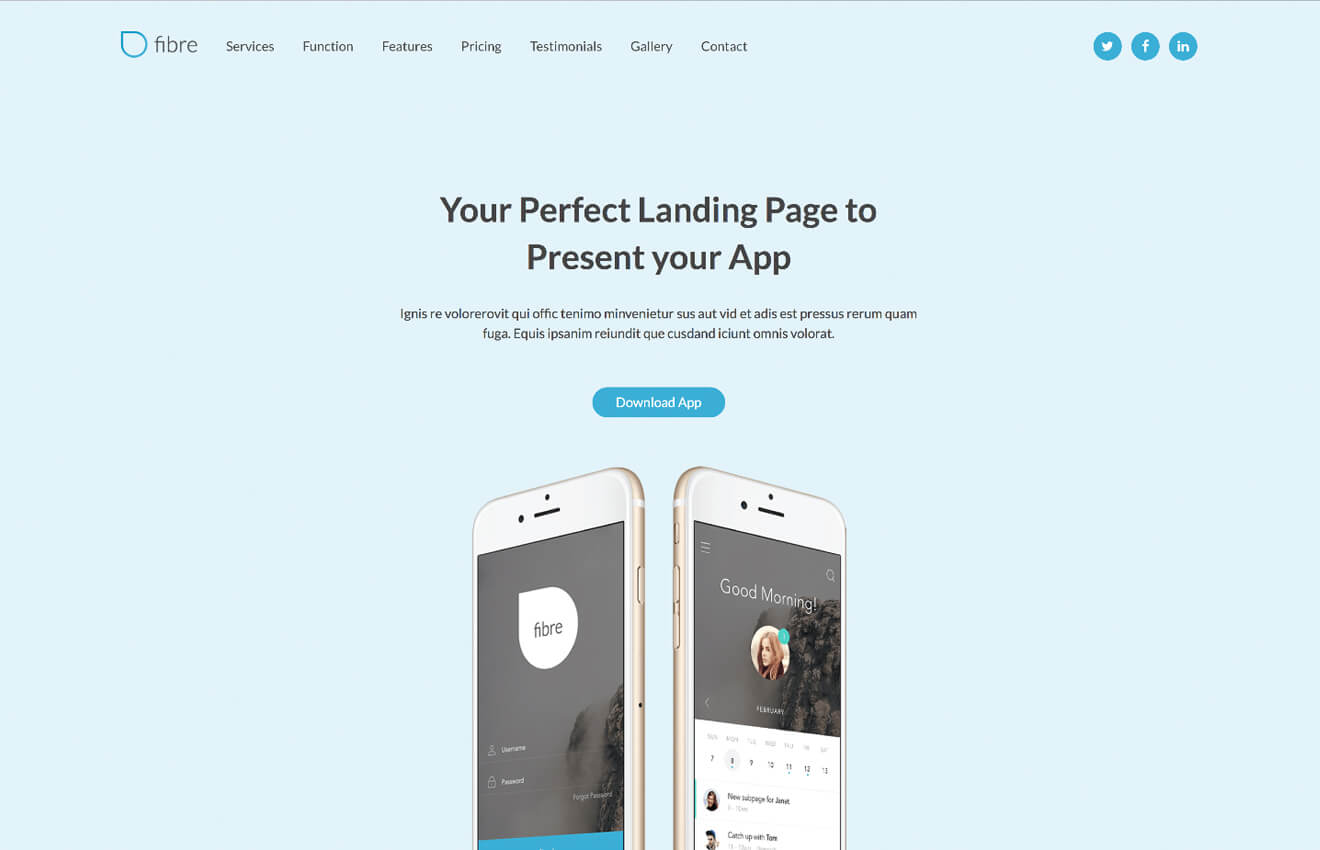 fibre Services Function Features Pricing Testimonials Gallery Contact
Your Perfect Landing Page to
Present your App
Ignis re volorerovit qui offic tenimo minvenietur sus aut vid et adis est pressus rerum quam
fuga. Equis ipsanim reiundit que cusdand iciunt omnis volorat.
Download App
fibre
Username
Password
Forgot Password
Good Morning!
FEBRUARY
SUN MON TUE WED THU FRI SAT
7 8 9 10 11 12 13
New subpage for Janet
8 - 10am
Catch up with Tom